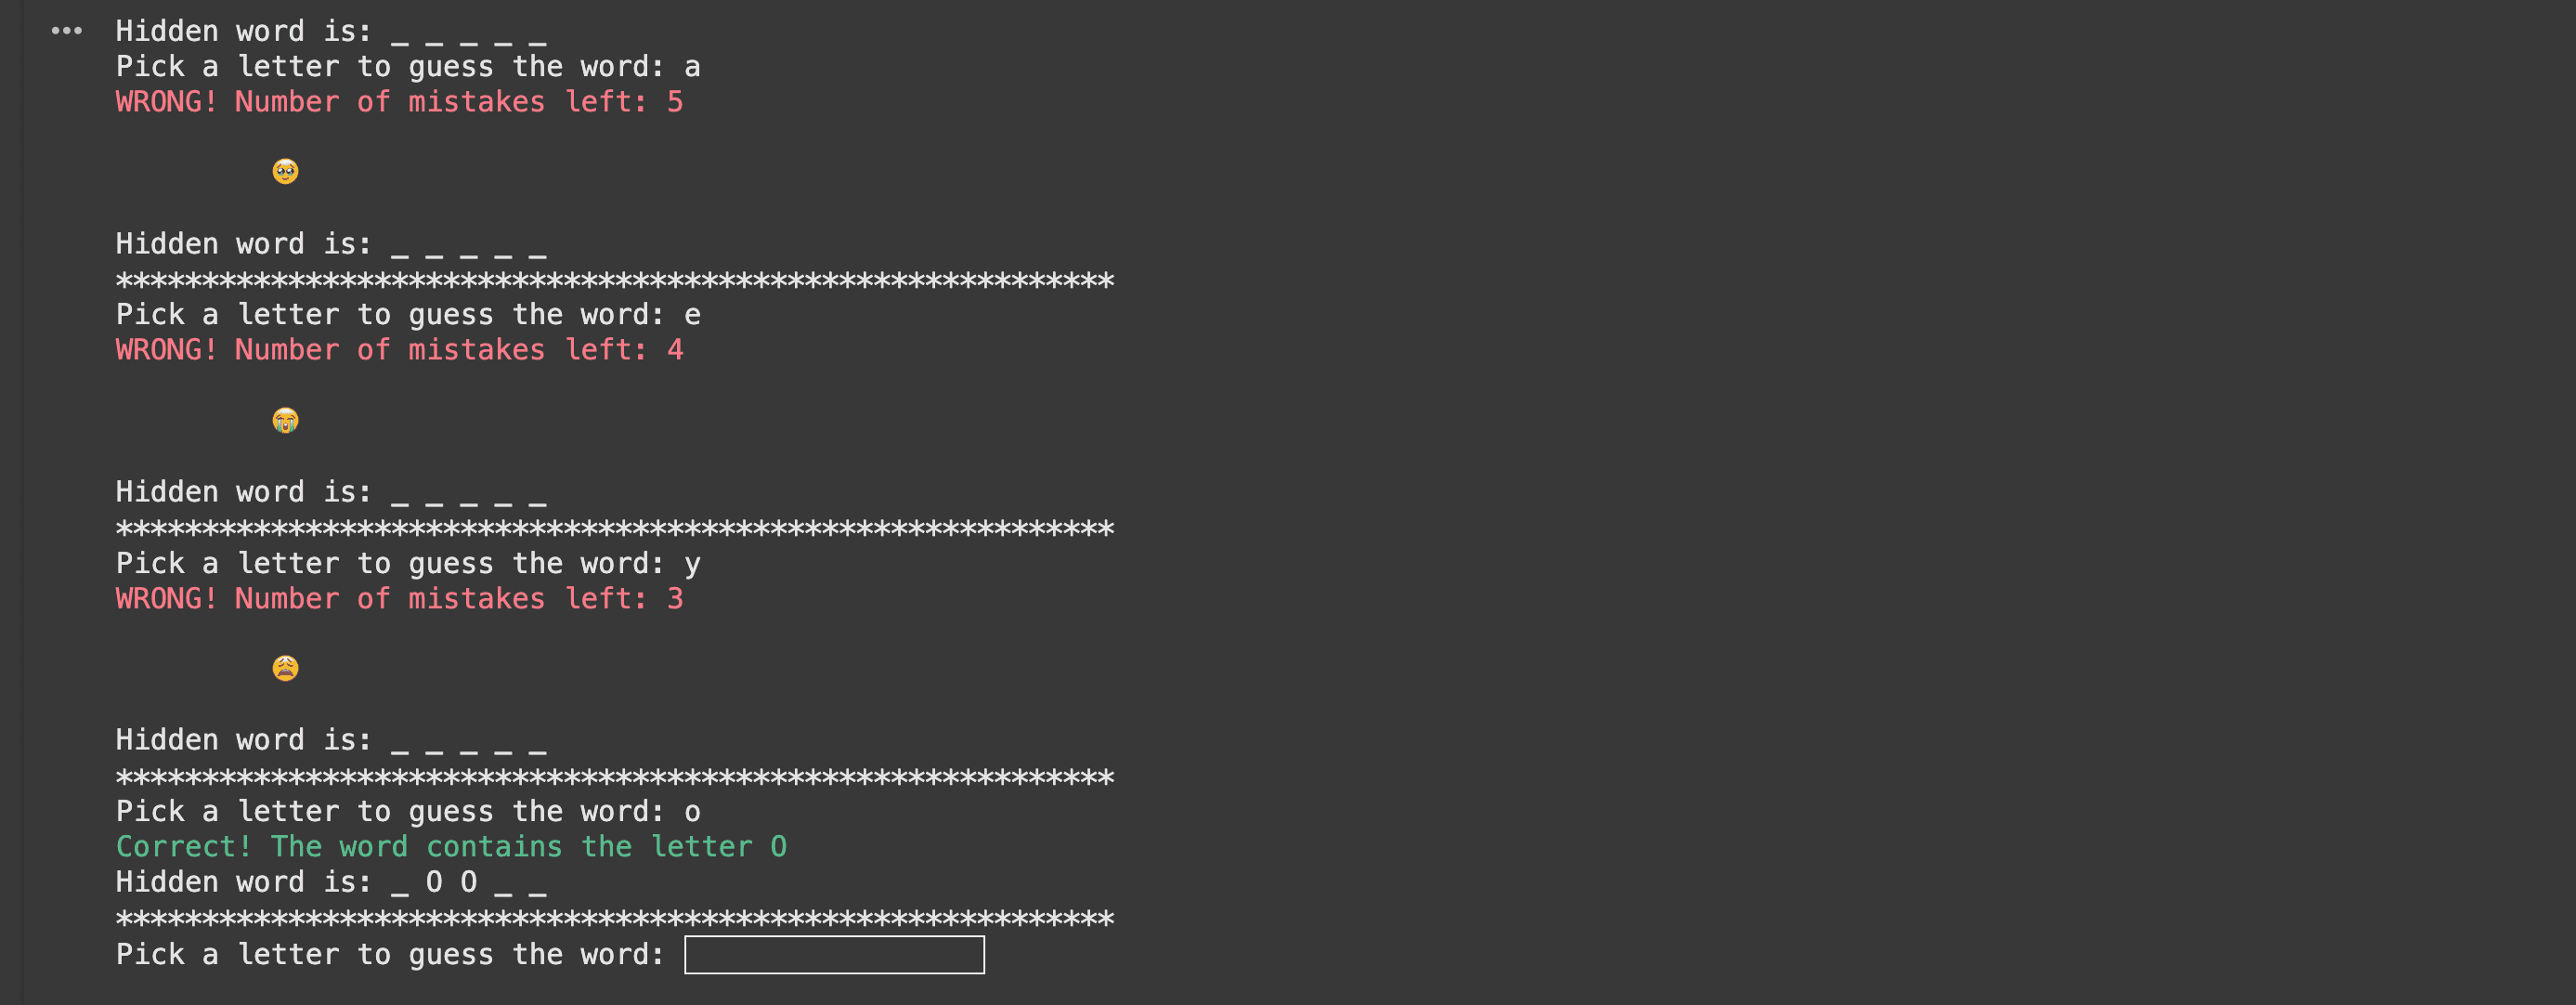 Hidden word is: _ _ _ _ _
Pick a letter to guess the word: a
WRONG! Number of mistakes left: 5
🥹
Hidden word is: _ _ _ _ _
**********************************************************
Pick a letter to guess the word: e
WRONG! Number of mistakes left: 4
😭
Hidden word is: _ _ _ _ _
**********************************************************
Pick a letter to guess the word: y
WRONG! Number of mistakes left: 3
😩
Hidden word is: _ _ _ _ _
**********************************************************
Pick a letter to guess the word: o
Correct! The word contains the letter O
Hidden word is: _ O O _ _
**********************************************************
Pick a letter to guess the word: